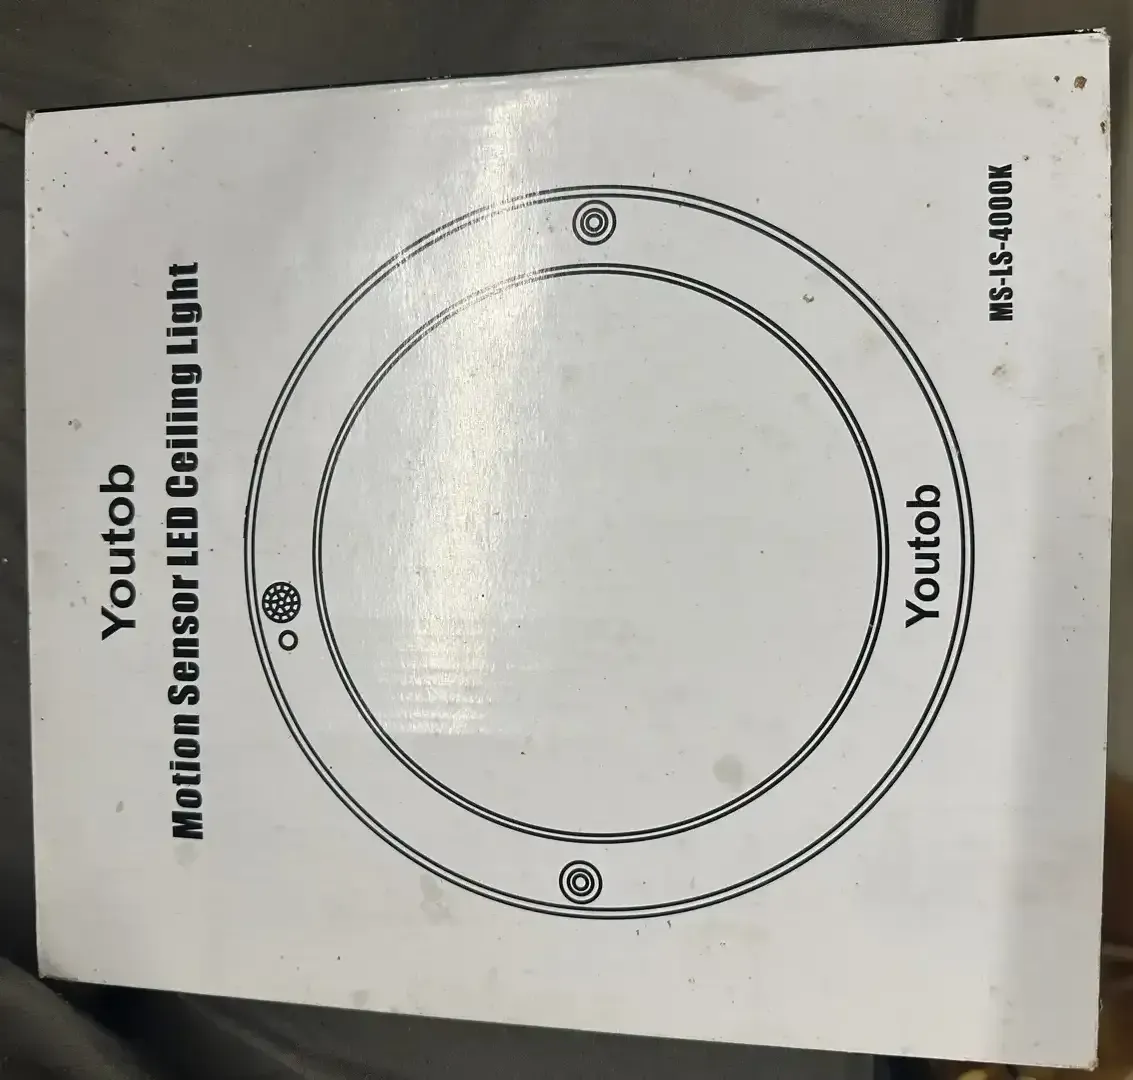 Youtob
Motion Sensor LED Ceiling Light
Youtob
MS-LS-4000K